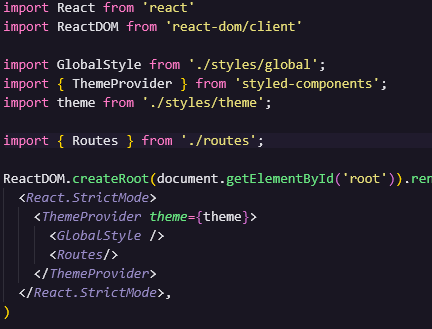 import React from 'react'
import ReactDOM from 'react-dom/client'
import GlobalStyle from './styles/global';
import { ThemeProvider } from 'styled-components';
import theme from './styles/theme';
import { Routes } from './routes';
ReactDOM.createRoot(document.getElementById('root')).ren
<React.StrictMode>
<ThemeProvider theme={theme}>
<GlobalStyle />
<Routes/>
</ThemeProvider>
</React.StrictMode>,
)